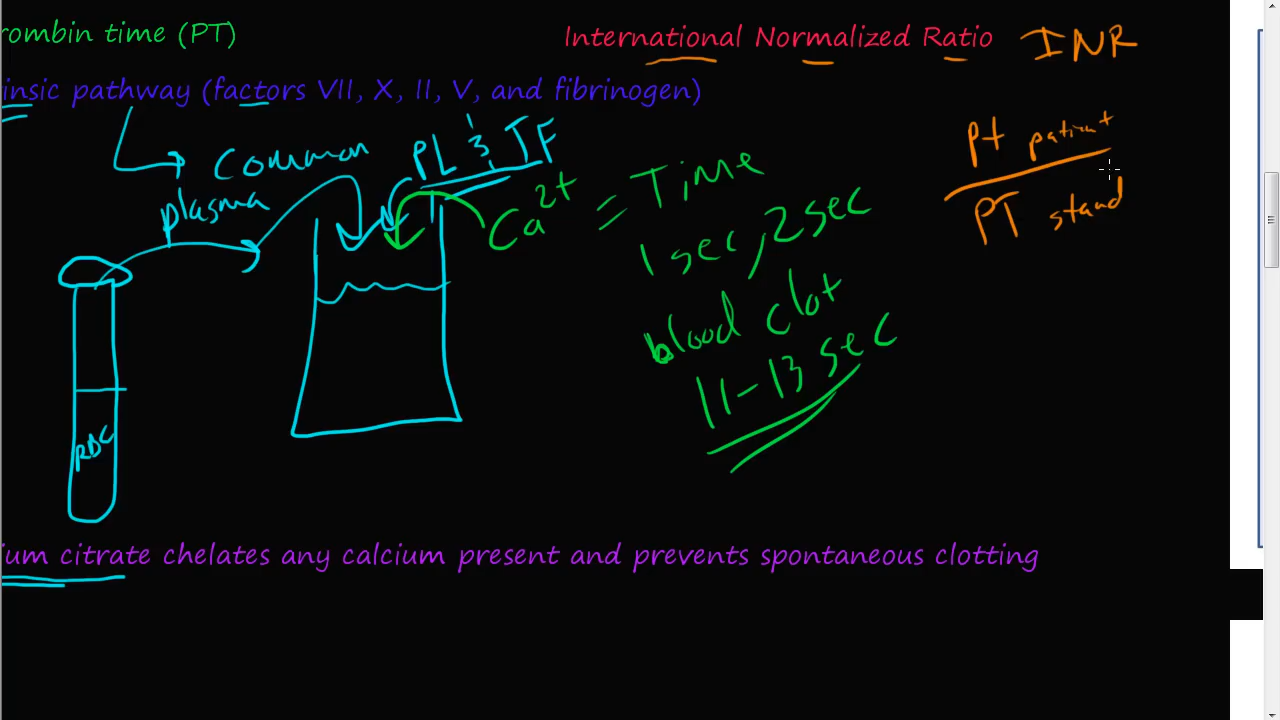 rombin time (PT)
International Normalized Ratio INR
insic pathway (factors VII, X, II, V, and fibrinogen)
Common
PL & TF
plasma
Ca2+ = Time
1 sec, 2 sec
blood clot
11-13 sec
Pt patient
PT stand
RBC
ium citrate chelates any calcium present and prevents spontaneous clotting